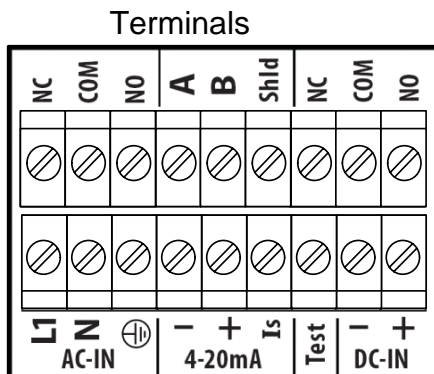 Terminals
NC COM NO A B Shld NC COM NO
L1 N − + Is Test − +
AC-IN 4-20mA DC-IN